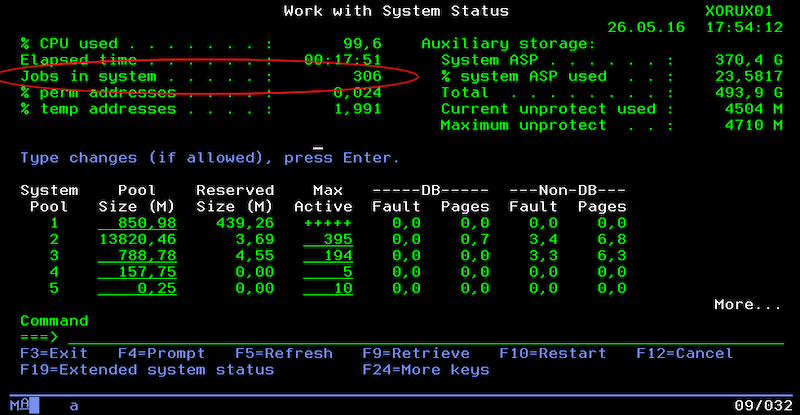 Work with System Status XORUX01
26.05.16 17:54:12
% CPU used . . . . . . . : 99,6 Auxiliary storage:
Elapsed time . . . . . . : 00:17:51 System ASP . . . . . . : 370,4 G
Jobs in system . . . . . : 306 % system ASP used . . : 23,5817
% perm addresses . . . . : 0,024 Total . . . . . . . . : 493,9 G
% temp addresses . . . . : 1,991 Current unprotect used : 4504 M
Maximum unprotect . . : 4710 M
Type changes (if allowed), press Enter.
System Pool Reserved Max -----DB----- ---Non-DB---
Pool Size (M) Size (M) Active Fault Pages Fault Pages
1 850,98 439,26 +++++ 0,0 0,0 0,0 0,0
2 13820,46 3,69 395 0,0 0,7 3,4 6,8
3 788,78 4,55 194 0,0 0,0 3,3 6,3
4 157,75 0,00 5 0,0 0,0 0,0 0,0
5 0,25 0,00 10 0,0 0,0 0,0 0,0
More...
Command
===>
F3=Exit F4=Prompt F5=Refresh F9=Retrieve F10=Restart F12=Cancel
F19=Extended system status F24=More keys
MA a 09/032